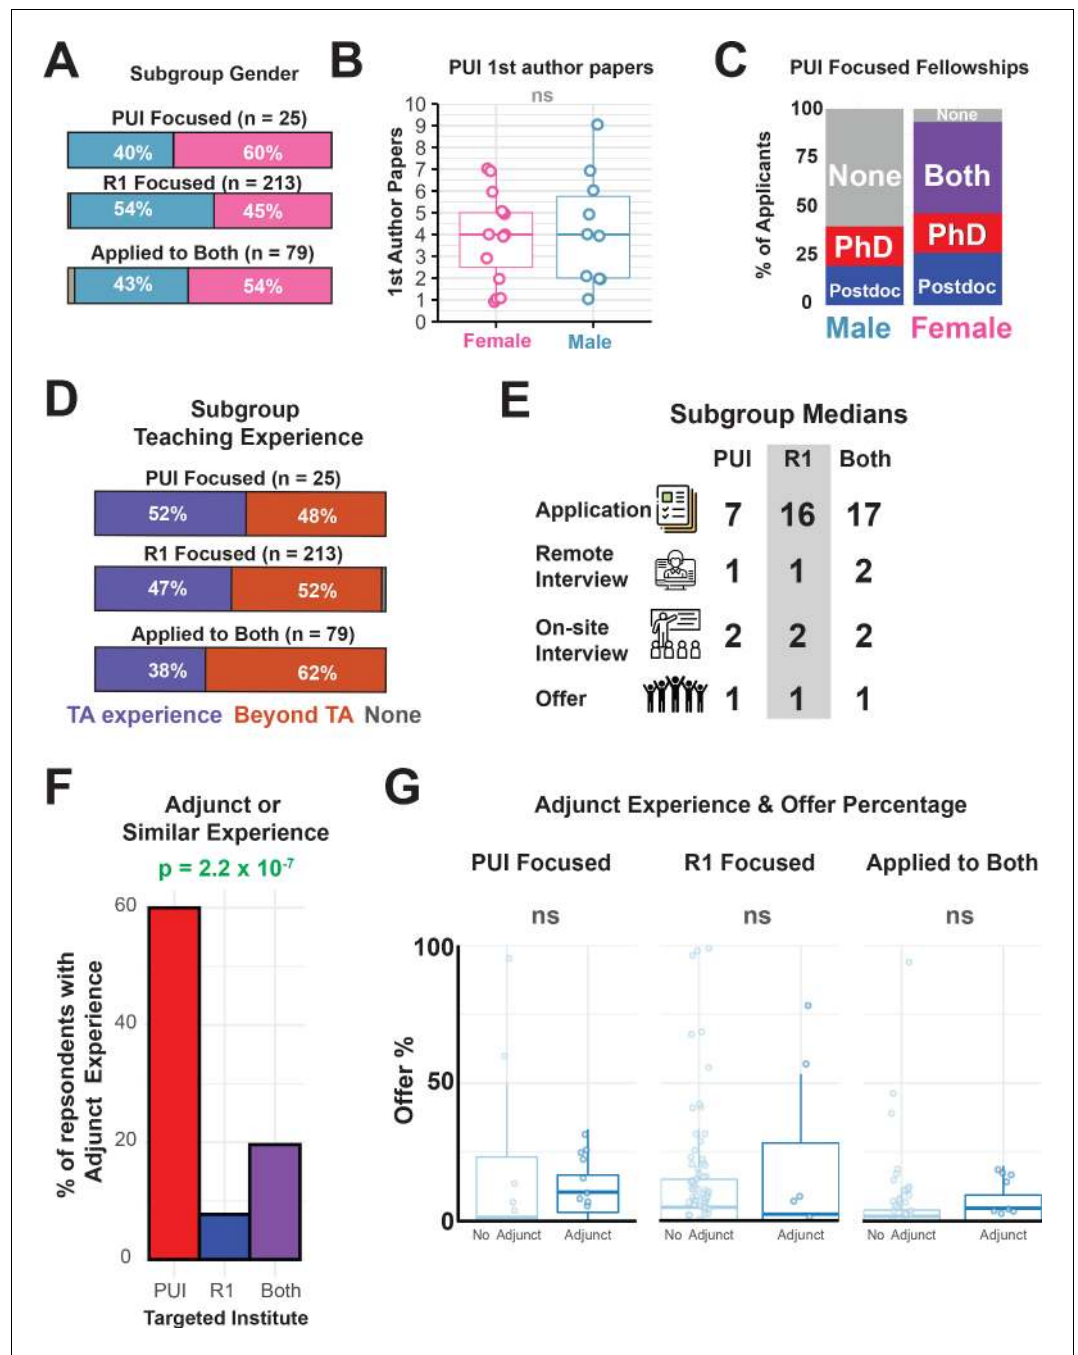 A
Subgroup Gender
PUI Focused (n = 25)
40% 60%
R1 Focused (n = 213)
54% 45%
Applied to Both (n = 79)
43% 54%
B
PUI 1st author papers
ns
1st Author Papers
10
9
8
7
6
5
4
3
2
1
0
Female Male
C
PUI Focused Fellowships
% of Applicants
100
75
50
25
0
None
PhD
Postdoc
None
Both
PhD
Postdoc
Male Female
D
Subgroup
Teaching Experience
PUI Focused (n = 25)
52% 48%
R1 Focused (n = 213)
47% 52%
Applied to Both (n = 79)
38% 62%
TA experience Beyond TA None
E
Subgroup Medians
PUI R1 Both
Application 7 16 17
Remote
Interview 1 1 2
On-site
Interview 2 2 2
Offer 1 1 1
F
Adjunct or
Similar Experience
p = 2.2 x 10⁻⁷
% of repsondents with
Adjunct Experience
60
40
20
0
PUI R1 Both
Targeted Institute
G
Adjunct Experience & Offer Percentage
PUI Focused R1 Focused Applied to Both
ns ns ns
Offer %
100
50
0
No Adjunct Adjunct No Adjunct Adjunct No Adjunct Adjunct